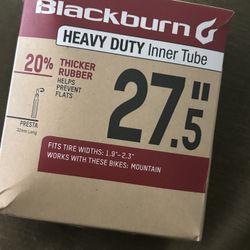 Blackburn
HEAVY DUTY Inner Tube
20% THICKER
RUBBER
HELPS
PREVENT
FLATS
27.5"
PRESTA
32mm Long
FITS TIRE WIDTHS: 1.9"-2.3"
WORKS WITH THESE BIKES: MOUNTAIN